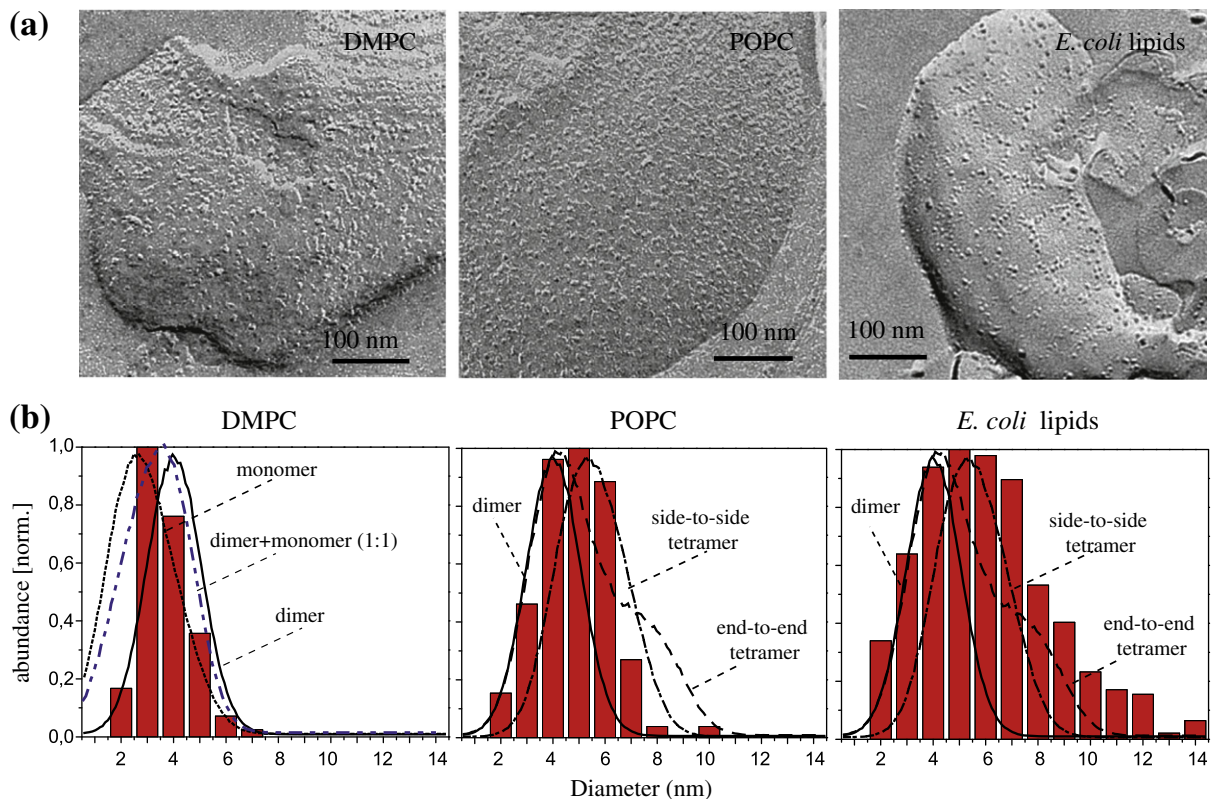 (a)
DMPC
POPC
E. coli lipids
100 nm
100 nm
100 nm
(b)
DMPC
POPC
E. coli lipids
abundance [norm.]
1,0
0,8
0,6
0,4
0,2
0,0
monomer
dimer+monomer (1:1)
dimer
2 4 6 8 10 12 14
dimer
side-to-side
tetramer
end-to-end
tetramer
2 4 6 8 10 12 14
dimer
side-to-side
tetramer
end-to-end
tetramer
2 4 6 8 10 12 14
Diameter (nm)